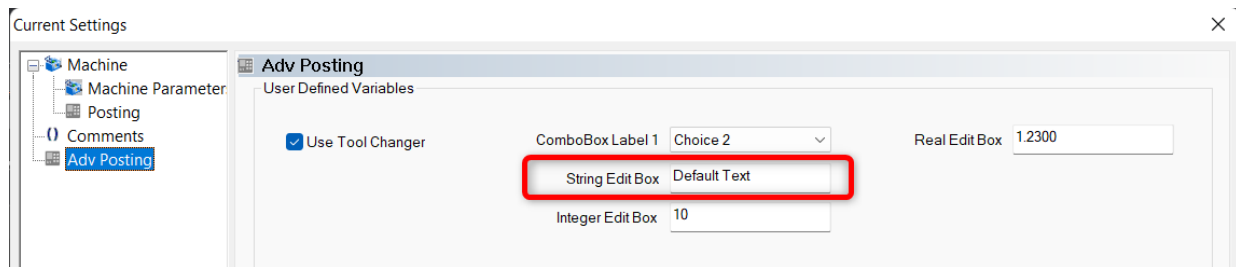 Current Settings
Machine
Machine Parameter
Posting
Comments
Adv Posting
Adv Posting
User Defined Variables
Use Tool Changer
ComboBox Label 1 Choice 2
Real Edit Box 1.2300
String Edit Box Default Text
Integer Edit Box 10